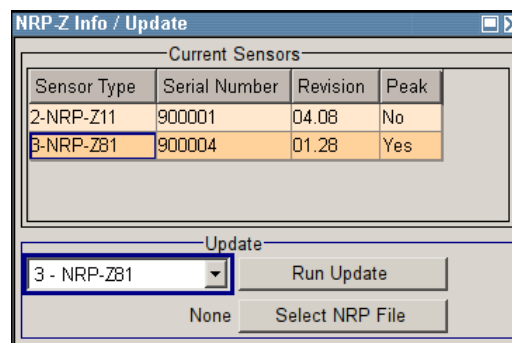 NRP-Z Info / Update
Current Sensors
Sensor Type Serial Number Revision Peak
2-NRP-Z11 900001 04.08 No
3-NRP-Z81 900004 01.28 Yes
Update
3 - NRP-Z81 Run Update
None Select NRP File